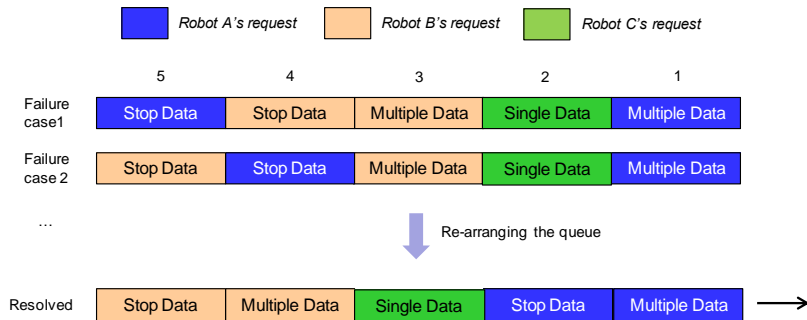 Robot A's request Robot B's request Robot C's request
5 4 3 2 1
Failure case1 Stop Data Stop Data Multiple Data Single Data Multiple Data
Failure case 2 Stop Data Stop Data Multiple Data Single Data Multiple Data
...
Re-arranging the queue
Resolved Stop Data Multiple Data Single Data Stop Data Multiple Data